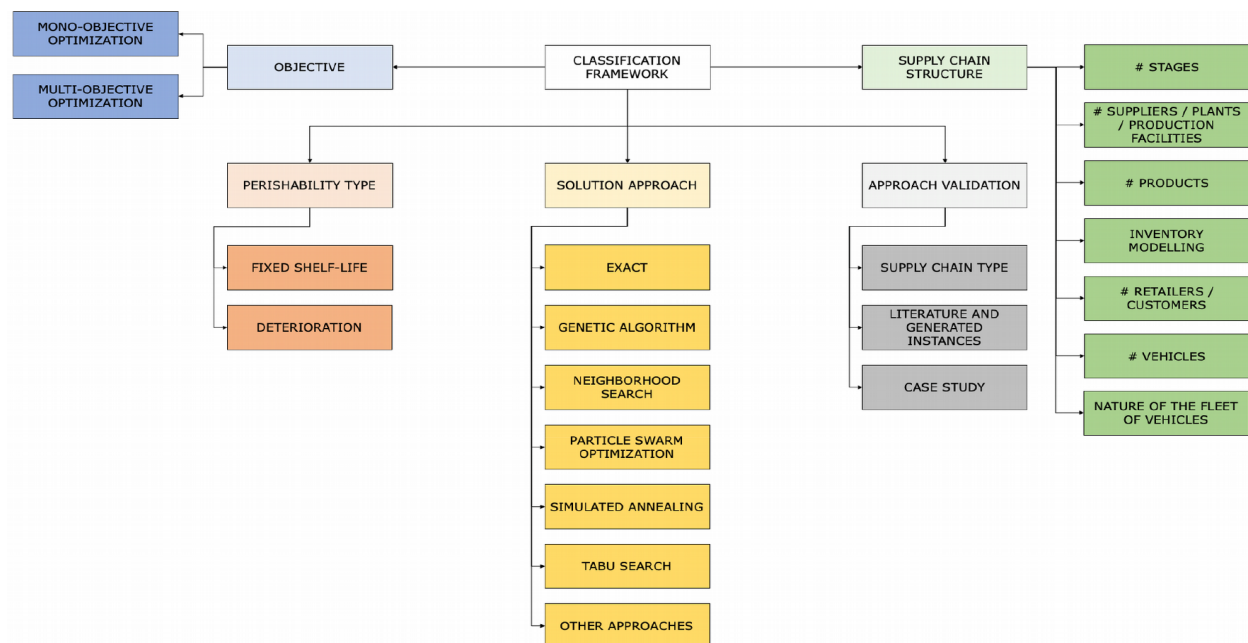 MONO-OBJECTIVE
OPTIMIZATION
MULTI-OBJECTIVE
OPTIMIZATION
OBJECTIVE
CLASSIFICATION
FRAMEWORK
SUPPLY CHAIN
STRUCTURE
# STAGES
# SUPPLIERS / PLANTS
/ PRODUCTION
FACILITIES
# PRODUCTS
INVENTORY
MODELLING
# RETAILERS /
CUSTOMERS
# VEHICLES
NATURE OF THE FLEET
OF VEHICLES
PERISHABILITY TYPE
FIXED SHELF-LIFE
DETERIORATION
SOLUTION APPROACH
EXACT
GENETIC ALGORITHM
NEIGHBORHOOD
SEARCH
PARTICLE SWARM
OPTIMIZATION
SIMULATED ANNEALING
TABU SEARCH
OTHER APPROACHES
APPROACH VALIDATION
SUPPLY CHAIN TYPE
LITERATURE AND
GENERATED
INSTANCES
CASE STUDY